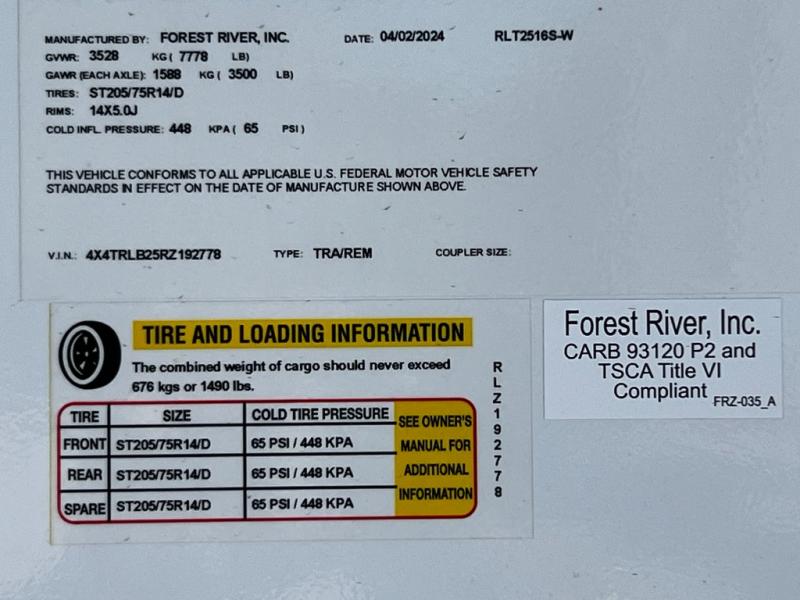 MANUFACTURED BY: FOREST RIVER, INC. DATE: 04/02/2024 RLT2516S-W
GVWR: 3528 KG ( 7778 LB)
GAWR (EACH AXLE): 1588 KG ( 3500 LB)
TIRES: ST205/75R14/D
RIMS: 14X5.0J
COLD INFL. PRESSURE: 448 KPA ( 65 PSI )
THIS VEHICLE CONFORMS TO ALL APPLICABLE U.S. FEDERAL MOTOR VEHICLE SAFETY
STANDARDS IN EFFECT ON THE DATE OF MANUFACTURE SHOWN ABOVE.
V.I.N.: 4X4TRLB25RZ192778 TYPE: TRA/REM COUPLER SIZE:
TIRE AND LOADING INFORMATION
The combined weight of cargo should never exceed
676 kgs or 1490 lbs.
TIRE SIZE COLD TIRE PRESSURE
FRONT ST205/75R14/D 65 PSI / 448 KPA
REAR ST205/75R14/D 65 PSI / 448 KPA
SPARE ST205/75R14/D 65 PSI / 448 KPA
SEE OWNER'S
MANUAL FOR
ADDITIONAL
INFORMATION
RLZ192778
Forest River, Inc.
CARB 93120 P2 and
TSCA Title VI
Compliant
FRZ-035_A